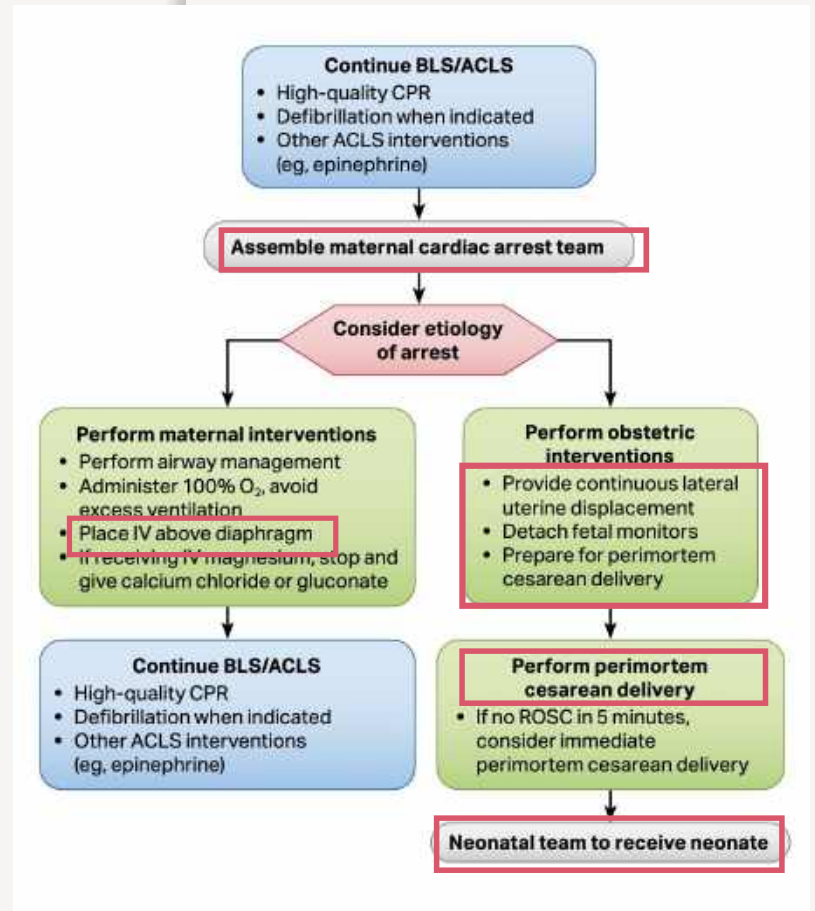 Continue BLS/ACLS
• High-quality CPR
• Defibrillation when indicated
• Other ACLS interventions
(eg, epinephrine)
Assemble maternal cardiac arrest team
Consider etiology
of arrest
Perform maternal interventions
• Perform airway management
• Administer 100% O₂, avoid
excess ventilation
• Place IV above diaphragm
• If receiving IV magnesium, stop and
give calcium chloride or gluconate
Perform obstetric
interventions
• Provide continuous lateral
uterine displacement
• Detach fetal monitors
• Prepare for perimortem
cesarean delivery
Continue BLS/ACLS
• High-quality CPR
• Defibrillation when indicated
• Other ACLS interventions
(eg, epinephrine)
Perform perimortem
cesarean delivery
• If no ROSC in 5 minutes,
consider immediate
perimortem cesarean delivery
Neonatal team to receive neonate